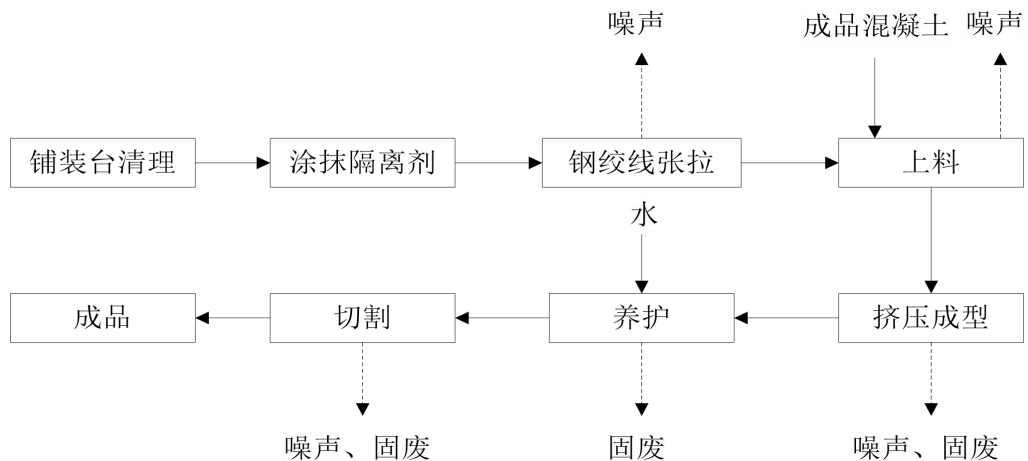 噪声
成品混凝土
噪声
铺装台清理
涂抹隔离剂
钢绞线张拉
上料
水
成品
切割
养护
挤压成型
噪声、固废
固废
噪声、固废